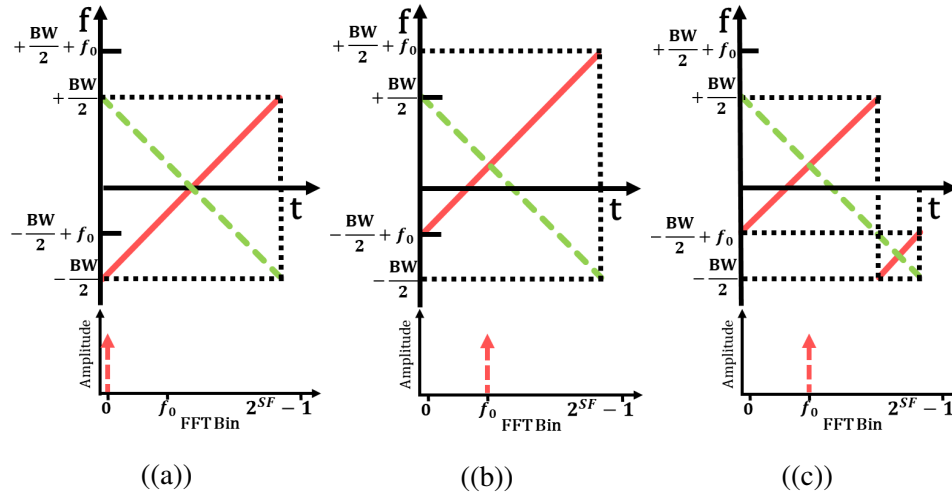 f
+BW/2 + f₀
+BW/2
t
−BW/2 + f₀
−BW/2
Amplitude
0 f₀ 2^SF − 1
FFT Bin
((a))
f
+BW/2 + f₀
+BW/2
t
−BW/2 + f₀
−BW/2
Amplitude
0 f₀ 2^SF − 1
FFT Bin
((b))
f
+BW/2 + f₀
+BW/2
t
−BW/2 + f₀
−BW/2
Amplitude
0 f₀ 2^SF − 1
FFT Bin
((c))